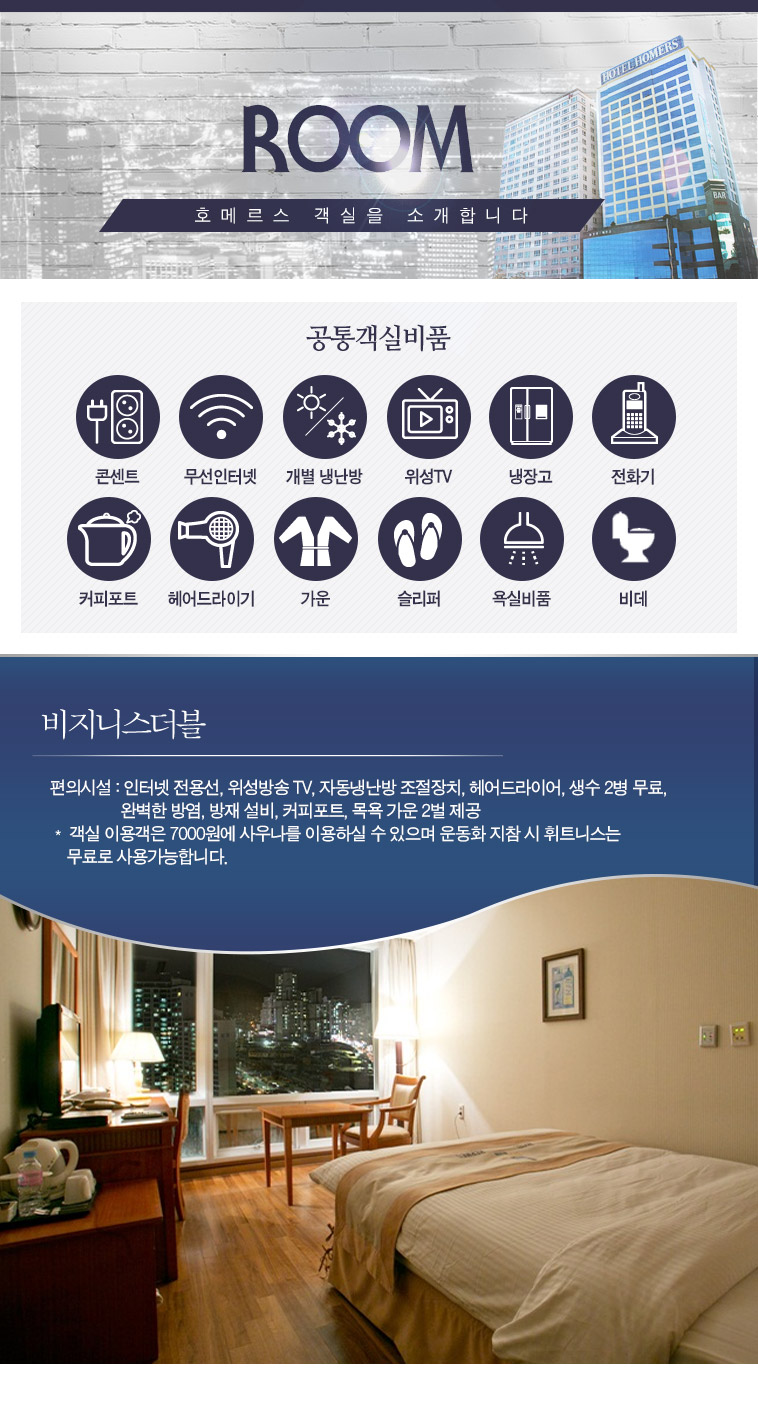 HOTEL HOMERS
ROOM
BAR
호메르스 객실을 소개합니다
공통객실비품
콘센트 무선인터넷 개별 냉난방 위성TV 냉장고 전화기
커피포트 헤어드라이기 가운 슬리퍼 욕실비품 비데
비지니스더블
편의시설 : 인터넷 전용선, 위성방송 TV, 자동냉난방 조절장치, 헤어드라이어, 생수 2병 무료,
완벽한 방염, 방재 설비, 커피포트, 목욕 가운 2벌 제공
* 객실 이용객은 7000원에 사우나를 이용하실 수 있으며 운동화 지참 시 휘트니스는
무료로 사용가능합니다.